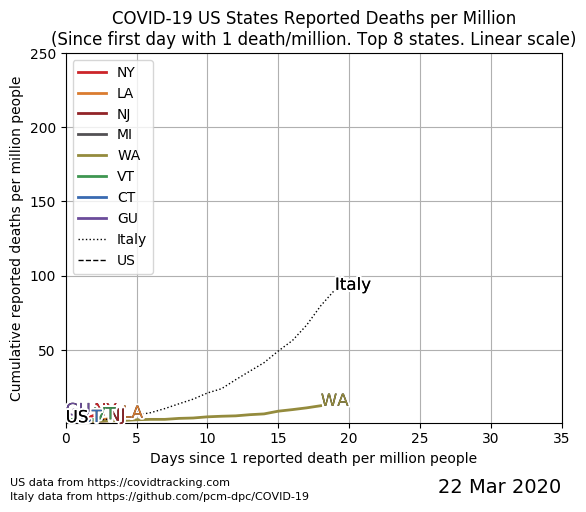 COVID-19 US States Reported Deaths per Million
(Since first day with 1 death/million. Top 8 states. Linear scale)
Cumulative reported deaths per million people
250
200
150
100
50
NY
LA
NJ
MI
WA
VT
CT
GU
Italy
US
Italy
WA
US
NJ
0
5
10
15
20
25
30
35
Days since 1 reported death per million people
US data from https://covidtracking.com
Italy data from https://github.com/pcm-dpc/COVID-19
22 Mar 2020